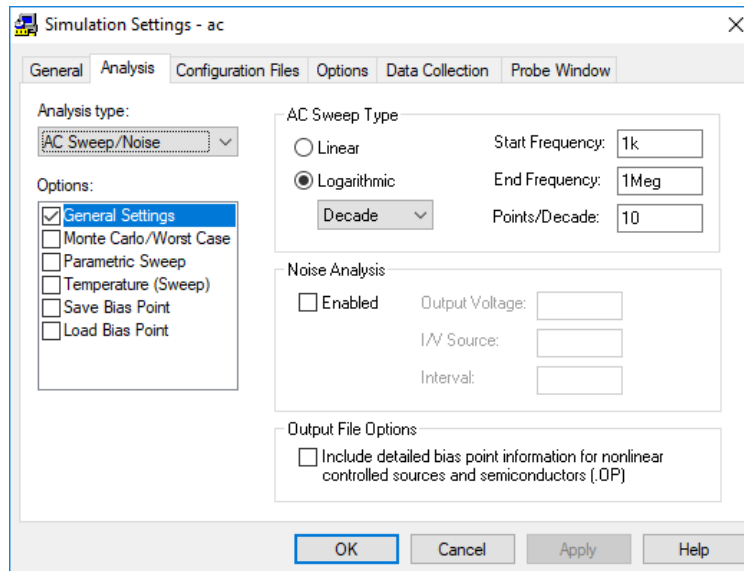 Simulation Settings - ac
General Analysis Configuration Files Options Data Collection Probe Window
Analysis type:
AC Sweep/Noise
Options:
General Settings
Monte Carlo/Worst Case
Parametric Sweep
Temperature (Sweep)
Save Bias Point
Load Bias Point
AC Sweep Type
Linear
Logarithmic
Decade
Start Frequency: 1k
End Frequency: 1Meg
Points/Decade: 10
Noise Analysis
Enabled
Output Voltage:
I/V Source:
Interval:
Output File Options
Include detailed bias point information for nonlinear
controlled sources and semiconductors (.OP)
OK Cancel Apply Help